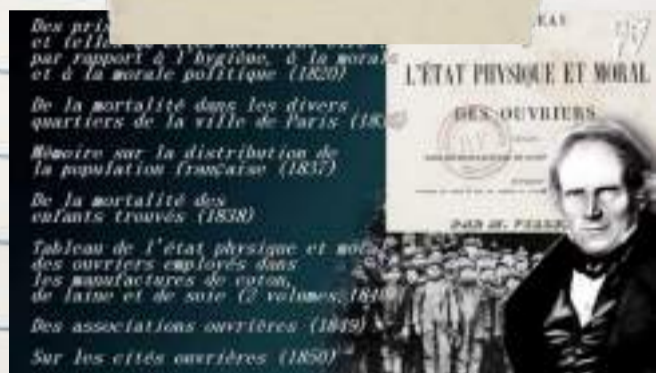 Des
par rapport à l'hygiène, à la morale
et à la morale politique (1820)
De la mortalité dans les divers
quartiers de la ville de Paris
Mémoire sur la distribution de
la population française (1837)
De la mortalité des
enfants trouvés (1838)
Tableau de l'état physique et
des ouvriers employés dans
les manufactures de coton,
de laine et de soie (2 volumes,
Des associations ouvrières (1849)
Sur les cités ouvrières (1850)
L'ÉTAT PHYSIQUE ET MORAL
DES OUVRIERS
PAR M.